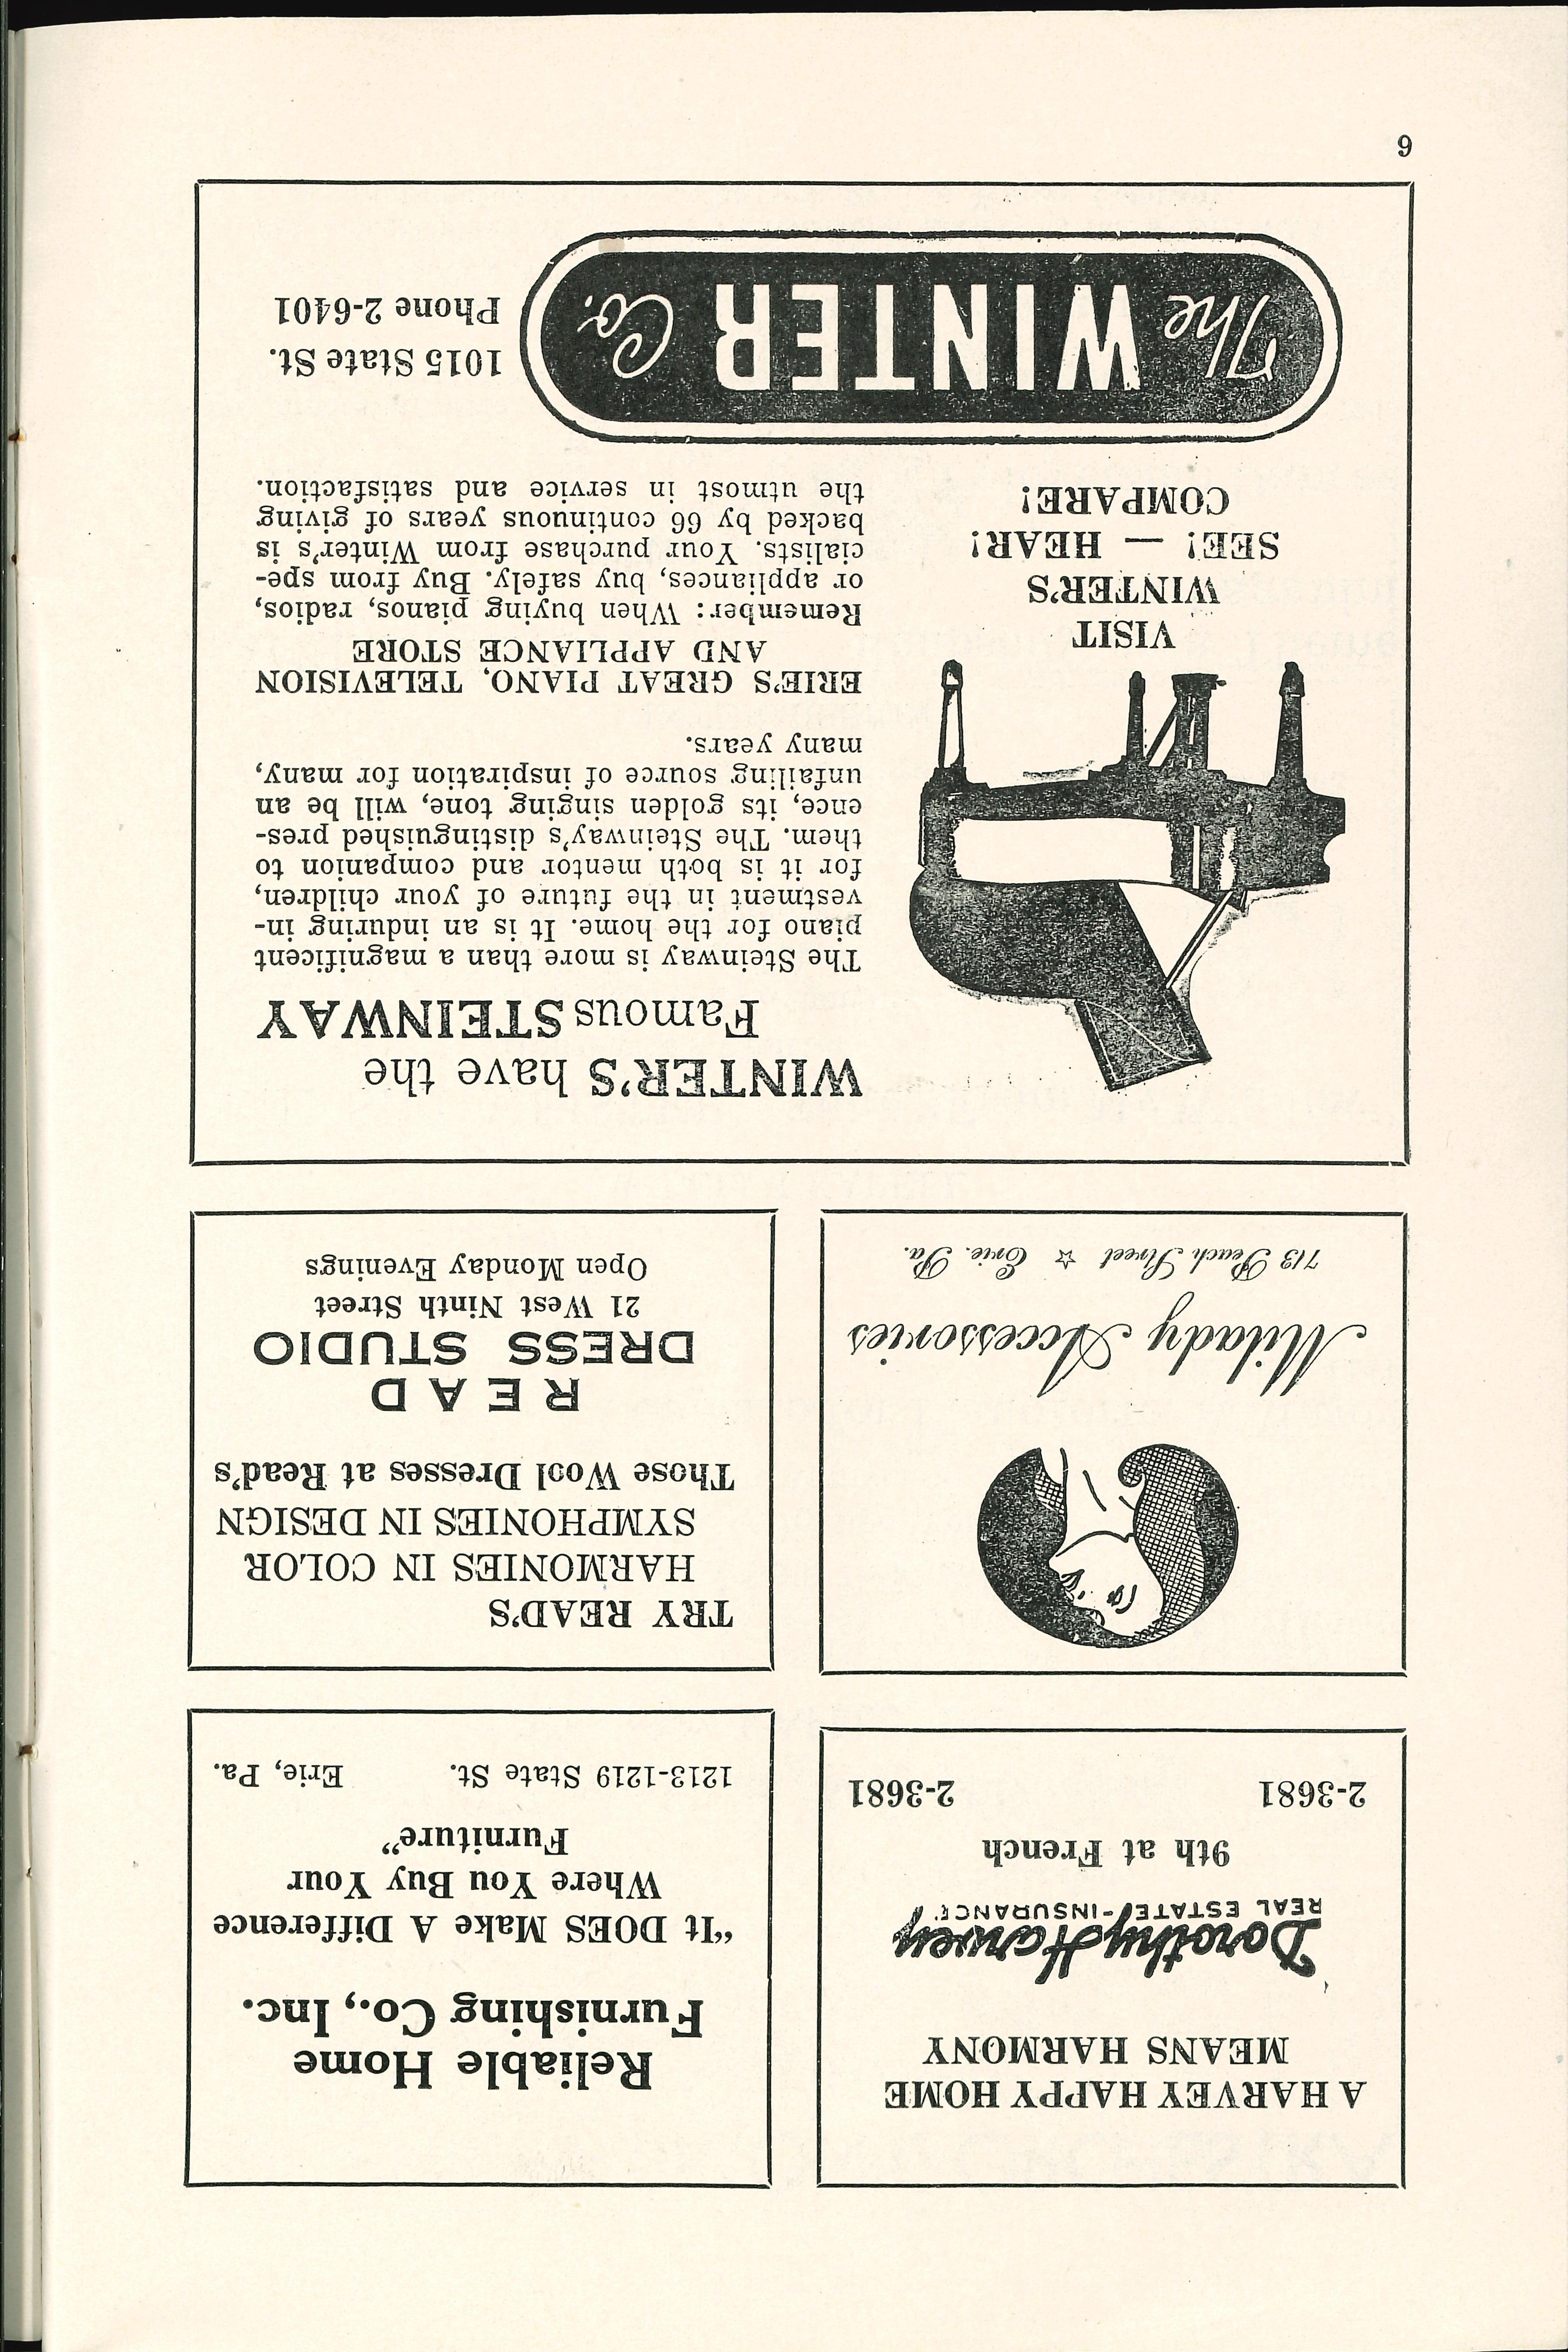 A HARVEY HAPPY HOME
MEANS HARMONY
Dorothy Harvey
REAL ESTATE-INSURANCE
9th at French
2-3681 2-3681
Reliable Home
Furnishing Co., Inc.
“It DOES Make A Difference
Where You Buy Your
Furniture”
1213-1219 State St. Erie, Pa.
Milady Accessories
713 Peach Street ☆ Erie, Pa.
TRY READ'S
HARMONIES IN COLOR
SYMPHONIES IN DESIGN
Those Wool Dresses at Read's
READ
DRESS STUDIO
21 West Ninth Street
Open Monday Evenings
WINTER'S have the
Famous STEINWAY
The Steinway is more than a magnificent
piano for the home. It is an induring in-
vestment in the future of your children,
for it is both mentor and companion to
them. The Steinway's distinguished pres-
ence, its golden singing tone, will be an
unfailing source of inspiration for many,
many years.
ERIE'S GREAT PIANO, TELEVISION
AND APPLIANCE STORE
Remember: When buying pianos, radios,
or appliances, buy safely. Buy from spe-
cialists. Your purchase from Winter's is
backed by 66 continuous years of giving
the utmost in service and satisfaction.
VISIT
WINTER'S
SEE! — HEAR!
COMPARE!
The WINTER Co.
1015 State St.
Phone 2-6401
6